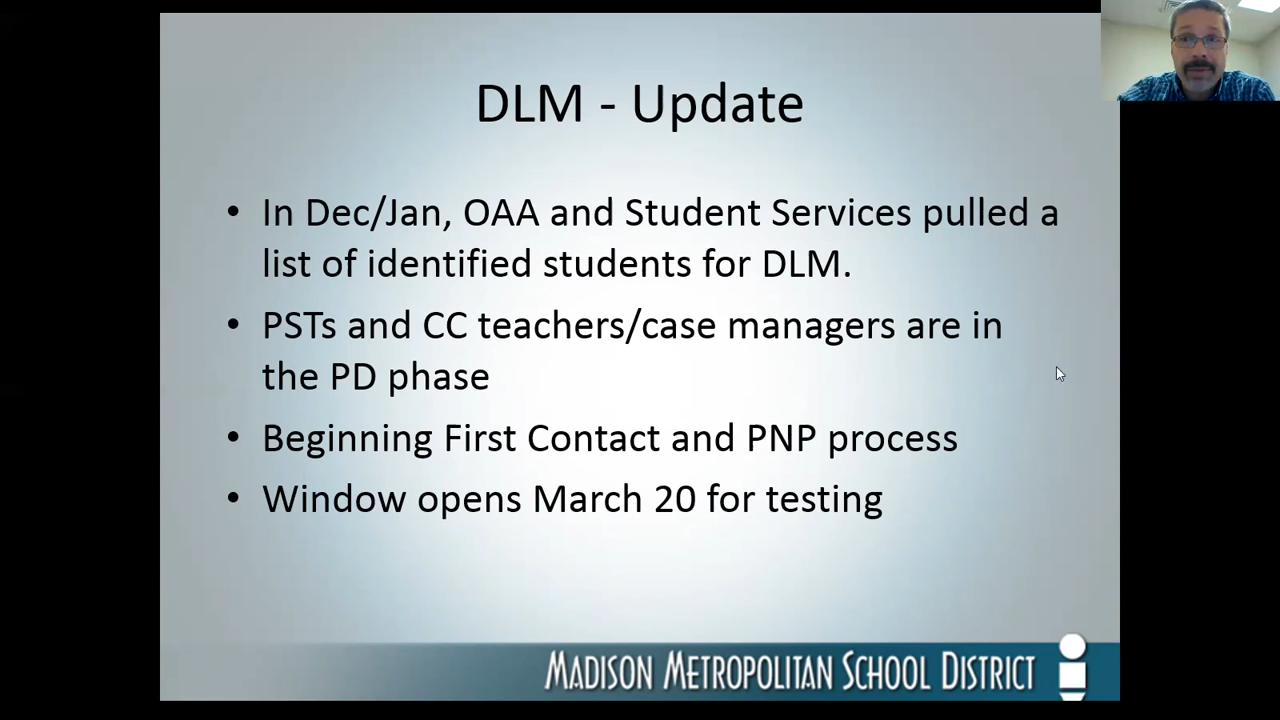 DLM - Update
• In Dec/Jan, OAA and Student Services pulled a
list of identified students for DLM.
• PSTs and CC teachers/case managers are in
the PD phase
• Beginning First Contact and PNP process
• Window opens March 20 for testing
MADISON METROPOLITAN SCHOOL DISTRICT